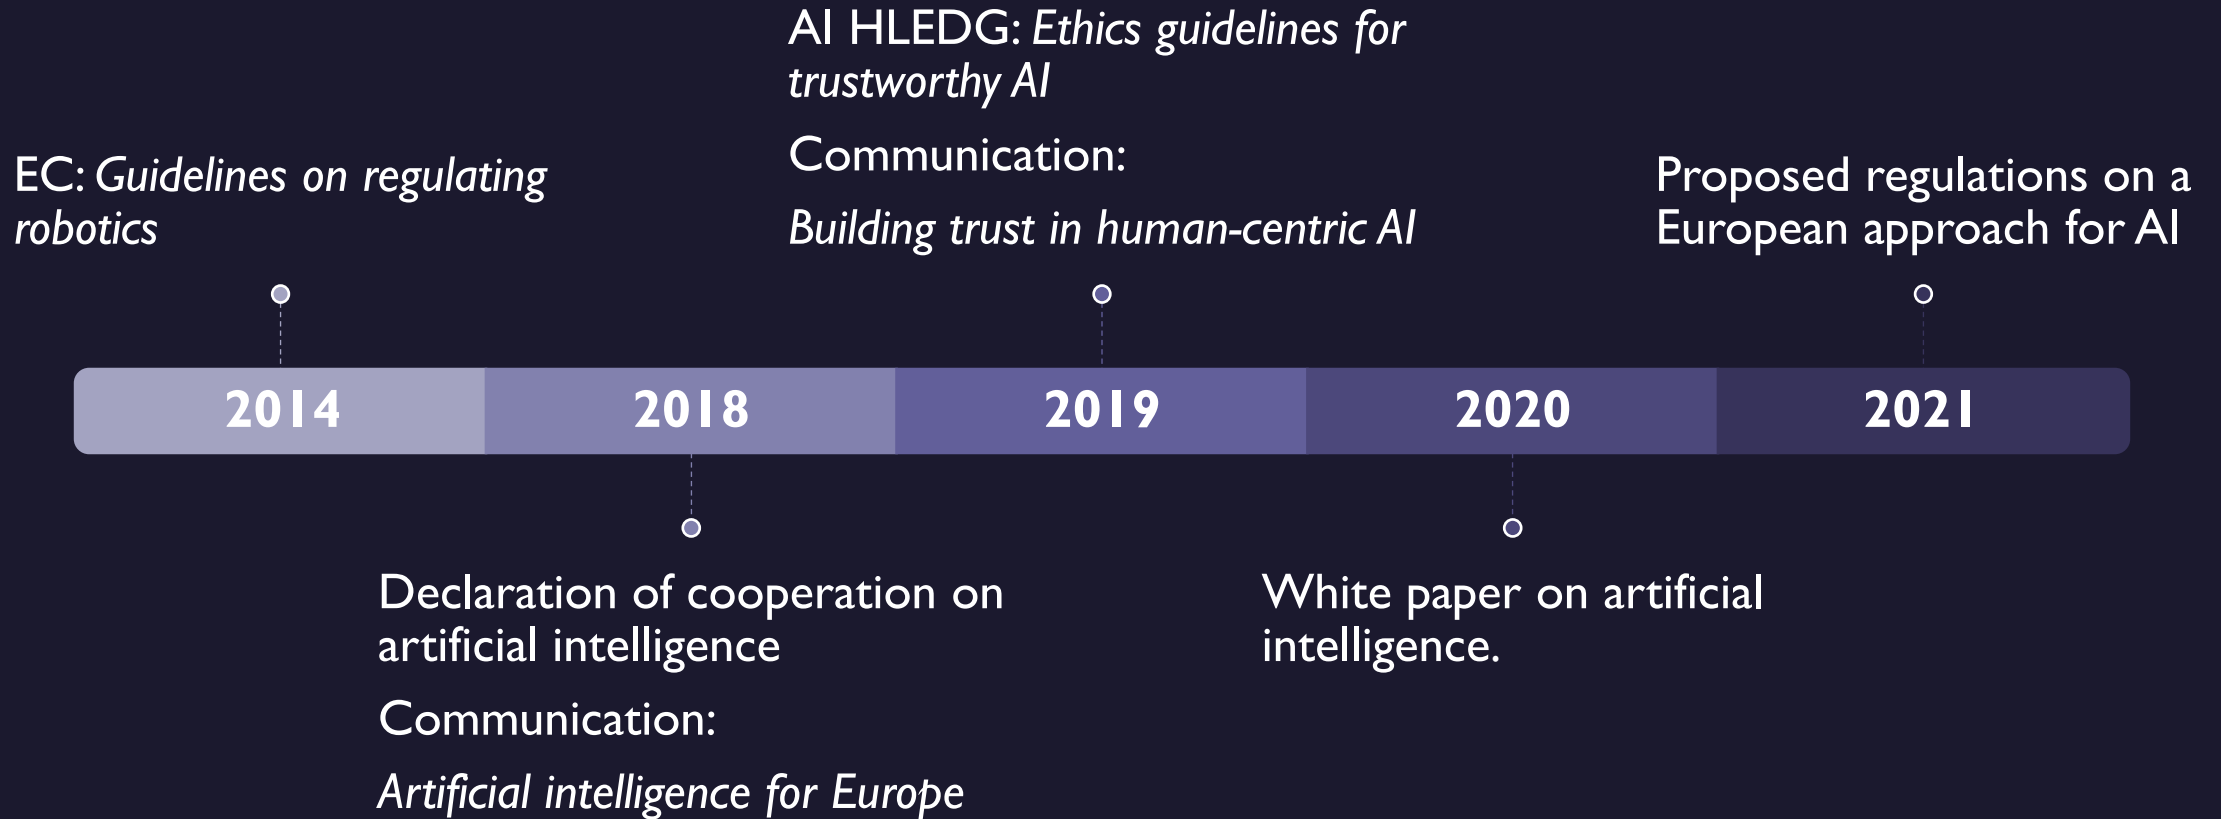 AI HLEDG: Ethics guidelines for
trustworthy AI
Communication:
Building trust in human-centric AI
EC: Guidelines on regulating
robotics
Proposed regulations on a
European approach for AI
2014
2018
2019
2020
2021
Declaration of cooperation on
artificial intelligence
Communication:
Artificial intelligence for Europe
White paper on artificial
intelligence.